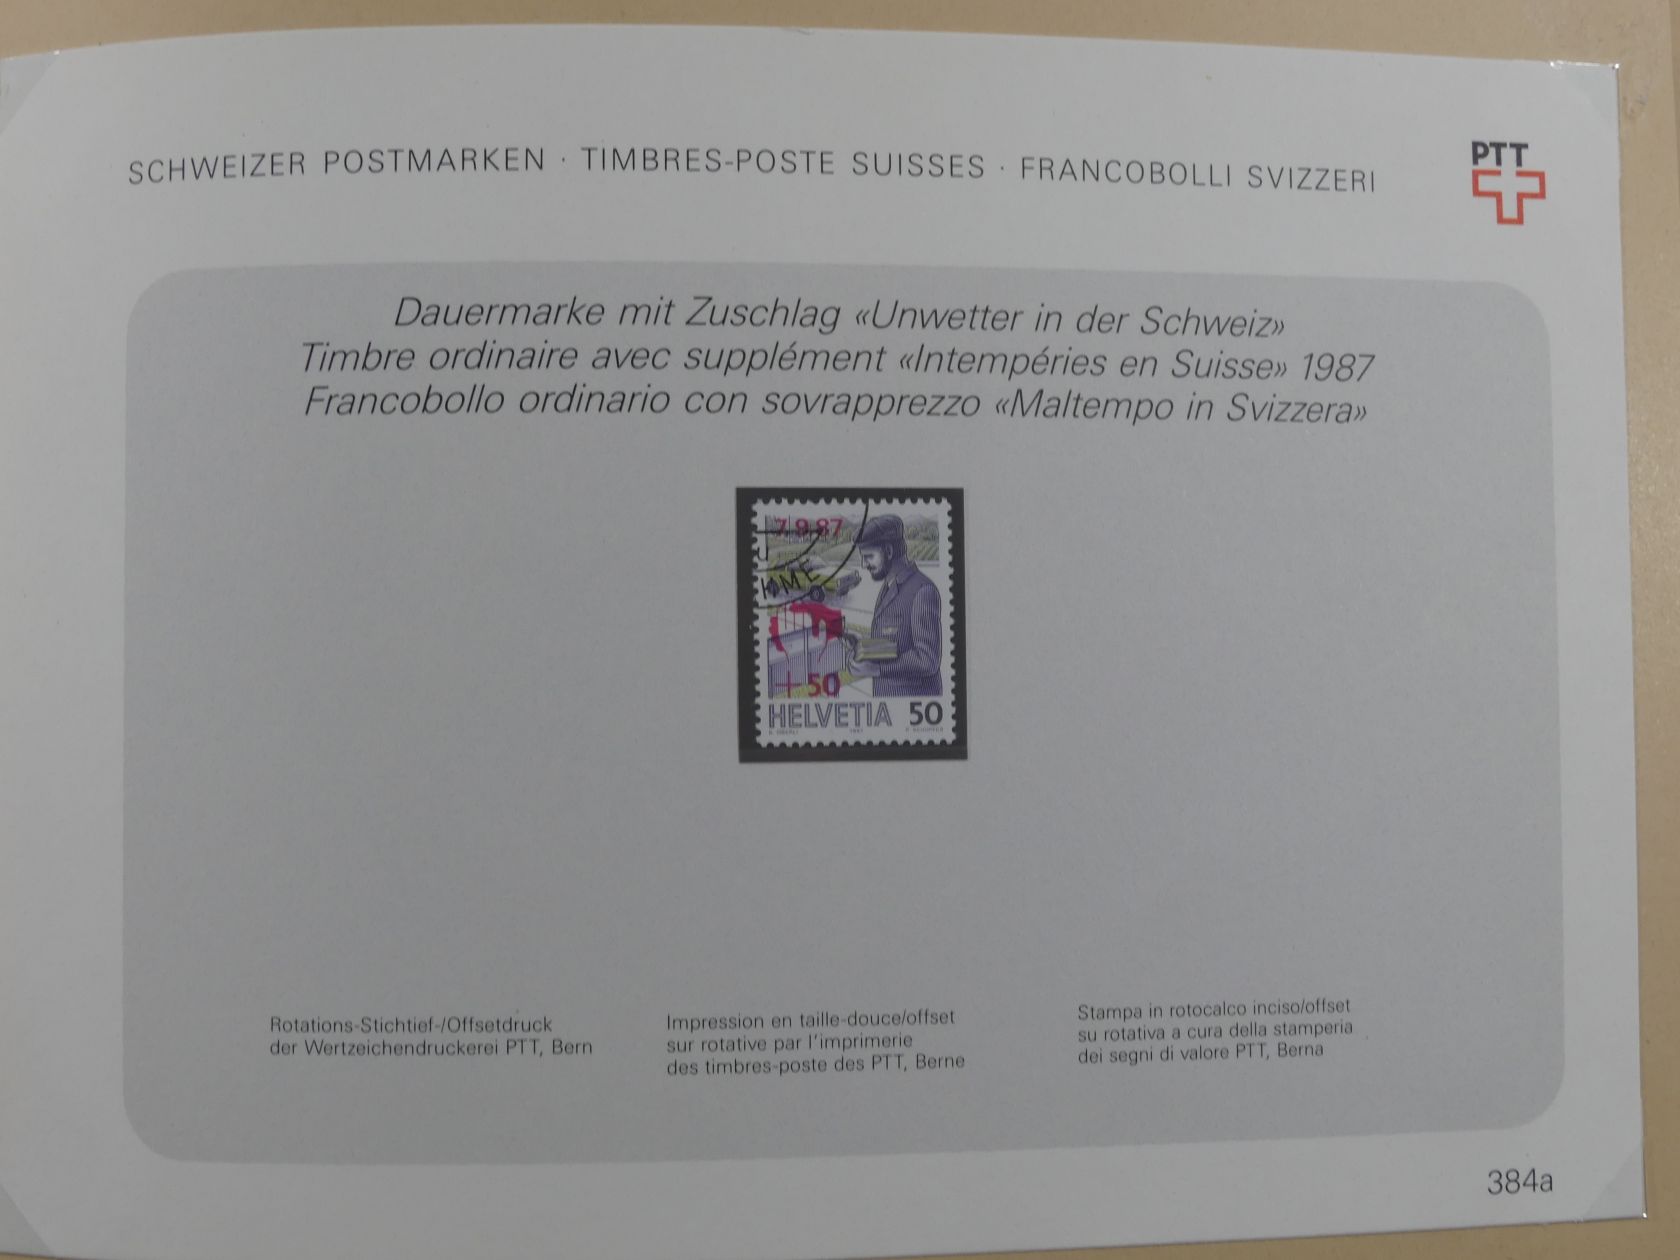 SCHWEIZER POSTMARKEN · TIMBRES-POSTE SUISSES · FRANCOBOLLI SVIZZERI
PTT
Dauermarke mit Zuschlag «Unwetter in der Schweiz»
Timbre ordinaire avec supplément «Intempéries en Suisse» 1987
Francobollo ordinario con sovrapprezzo «Maltempo in Svizzera»
7.9.87
+50
HELVETIA 50
Rotations-Stichtief-/Offsetdruck
der Wertzeichendruckerei PTT, Bern
Impression en taille-douce/offset
sur rotative par l'imprimerie
des timbres-poste des PTT, Berne
Stampa in rotocalco inciso/offset
su rotativa a cura della stamperia
dei segni di valore PTT, Berna
384a